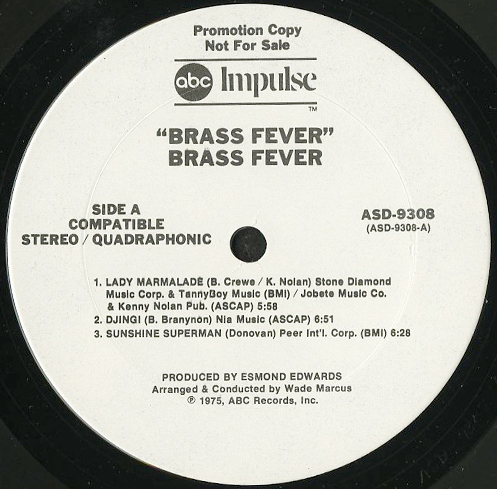 Promotion Copy
Not For Sale
abc Impulse
TM
"BRASS FEVER"
BRASS FEVER
SIDE A
COMPATIBLE
STEREO / QUADRAPHONIC
ASD-9308
(ASD-9308-A)
1. LADY MARMALADE (B. Crewe / K. Nolan) Stone Diamond
Music Corp. & TannyBoy Music (BMI) / Jobete Music Co.
& Kenny Nolan Pub. (ASCAP) 5:58
2. DJINGI (B. Branynon) Nia Music (ASCAP) 6:51
3. SUNSHINE SUPERMAN (Donovan) Peer Int'l. Corp. (BMI) 6:28
PRODUCED BY ESMOND EDWARDS
Arranged & Conducted by Wade Marcus
℗ 1975, ABC Records, Inc.